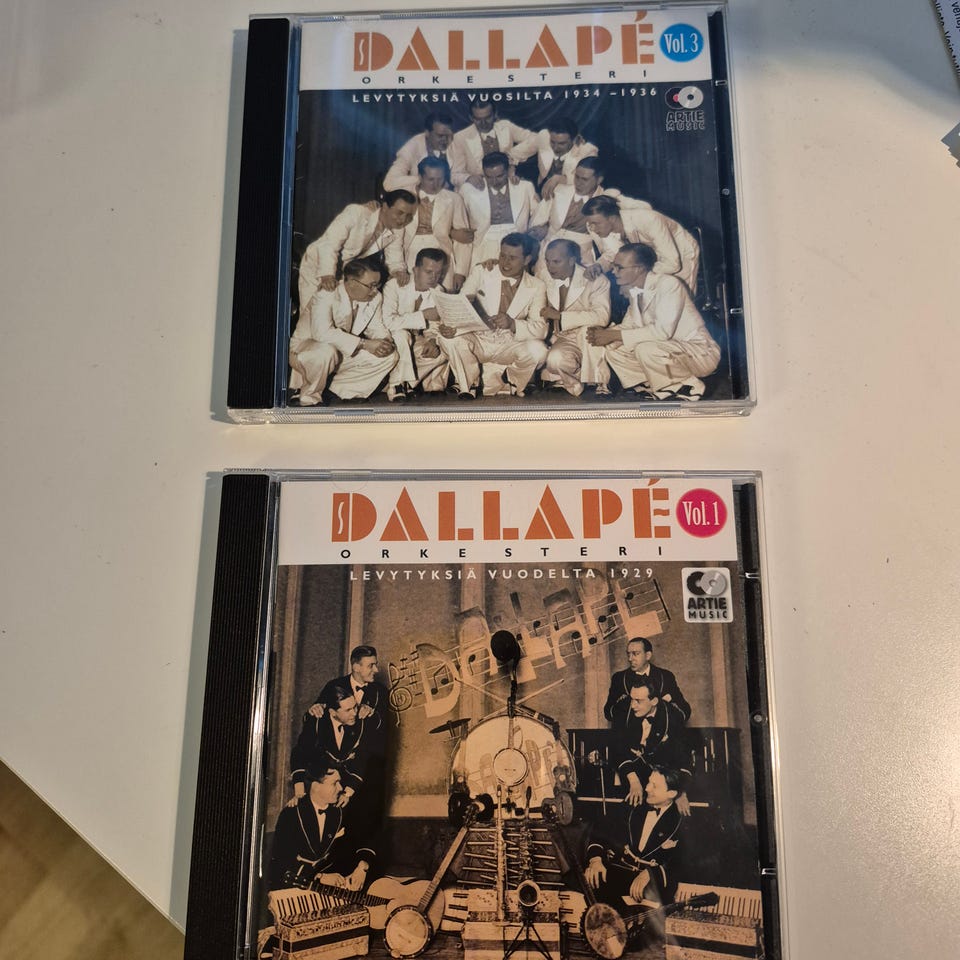 DALLAPÉ
Vol. 3
ORKESTERI
LEVYTYKSIÄ VUOSILTA 1934 – 1936
ARTIE
MUSIC
DALLAPÉ
Vol. 1
ORKESTERI
LEVYTYKSIÄ VUODELTA 1929
ARTIE
MUSIC
DALLAPÉ